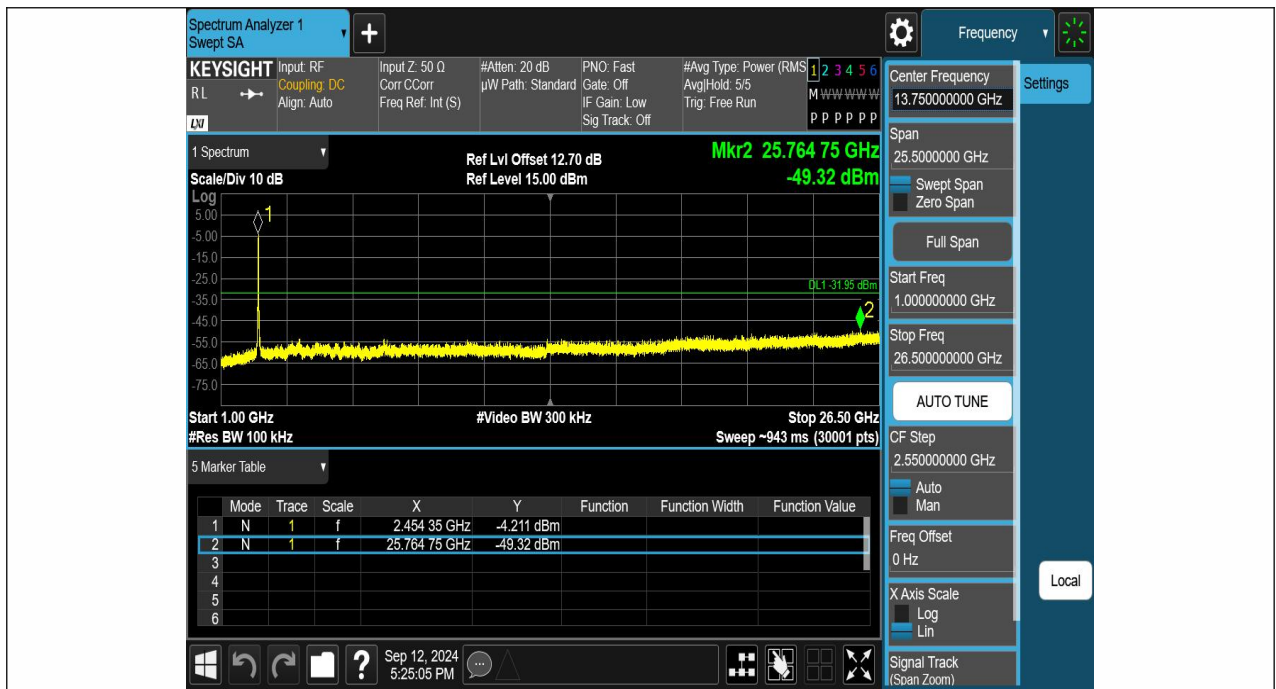 Spectrum Analyzer 1
Swept SA
+
Frequency
KEYSIGHT
RL
LXI
Input: RF
Coupling: DC
Align: Auto
Input Z: 50 Ω
Corr CCorr
Freq Ref: Int (S)
#Atten: 20 dB
µW Path: Standard
PNO: Fast
Gate: Off
IF Gain: Low
Sig Track: Off
#Avg Type: Power (RMS
Avg|Hold: 5/5
Trig: Free Run
1 2 3 4 5 6
M W W W W W
P P P P P P
Center Frequency
13.750000000 GHz
Settings
Span
25.5000000 GHz
Swept Span
Zero Span
Full Span
Start Freq
1.000000000 GHz
Stop Freq
26.500000000 GHz
AUTO TUNE
CF Step
2.550000000 GHz
Auto
Man
Freq Offset
0 Hz
X Axis Scale
Log
Lin
Signal Track
(Span Zoom)
Local
1 Spectrum
Scale/Div 10 dB
Ref Lvl Offset 12.70 dB
Ref Level 15.00 dBm
Mkr2 25.764 75 GHz
-49.32 dBm
Log
5.00
-5.00
-15.0
-25.0
-35.0
-45.0
-55.0
-65.0
-75.0
1
DL1 -31.95 dBm
2
Start 1.00 GHz
#Video BW 300 kHz
Stop 26.50 GHz
#Res BW 100 kHz
Sweep ~943 ms (30001 pts)
5 Marker Table
Mode Trace Scale X Y Function Function Width Function Value
1 N 1 f 2.454 35 GHz -4.211 dBm
2 N 1 f 25.764 75 GHz -49.32 dBm
3
4
5
6
?
Sep 12, 2024
5:25:05 PM